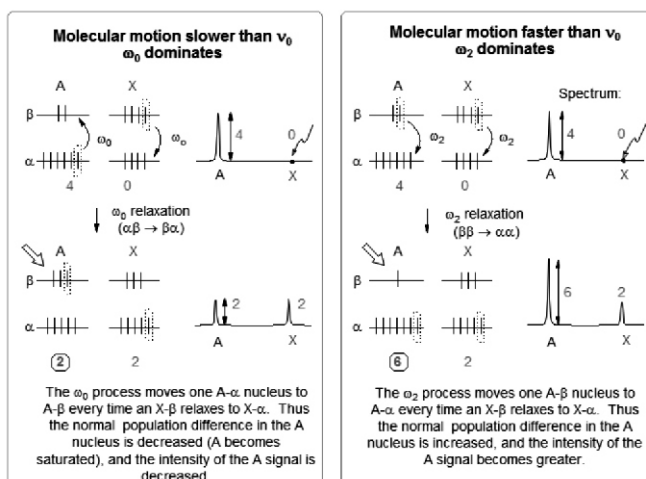 Molecular motion slower than ν₀
ω₀ dominates
A X
β
ω₀ ωₒ 4 0
α
4 0 A X
ω₀ relaxation
(αβ → βα)
A X
β
2 2
α
2 2 A X
The ω₀ process moves one A-α nucleus to
A-β every time an X-β relaxes to X-α. Thus
the normal population difference in the A
nucleus is decreased (A becomes
saturated), and the intensity of the A signal is
decreased
Molecular motion faster than ν₀
ω₂ dominates
A X Spectrum:
β
ω₂ ω₂ 4 0
α
4 0 A X
ω₂ relaxation
(ββ → αα)
A X
β
6 2
α
6 2 A X
The ω₂ process moves one A-β nucleus to
A-α every time an X-β relaxes to X-α. Thus
the normal population difference in the A
nucleus is increased, and the intensity of the
A signal becomes greater.